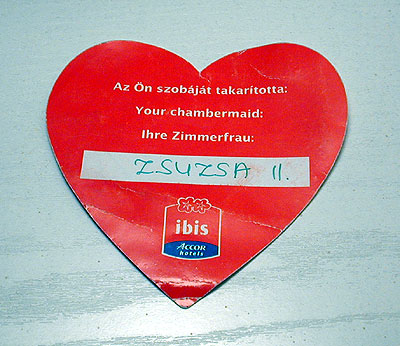 Az Ön szobáját takarította:
Your chambermaid:
Ihre Zimmerfrau:
ZSUZSA II.
ibis
ACCOR
hotels